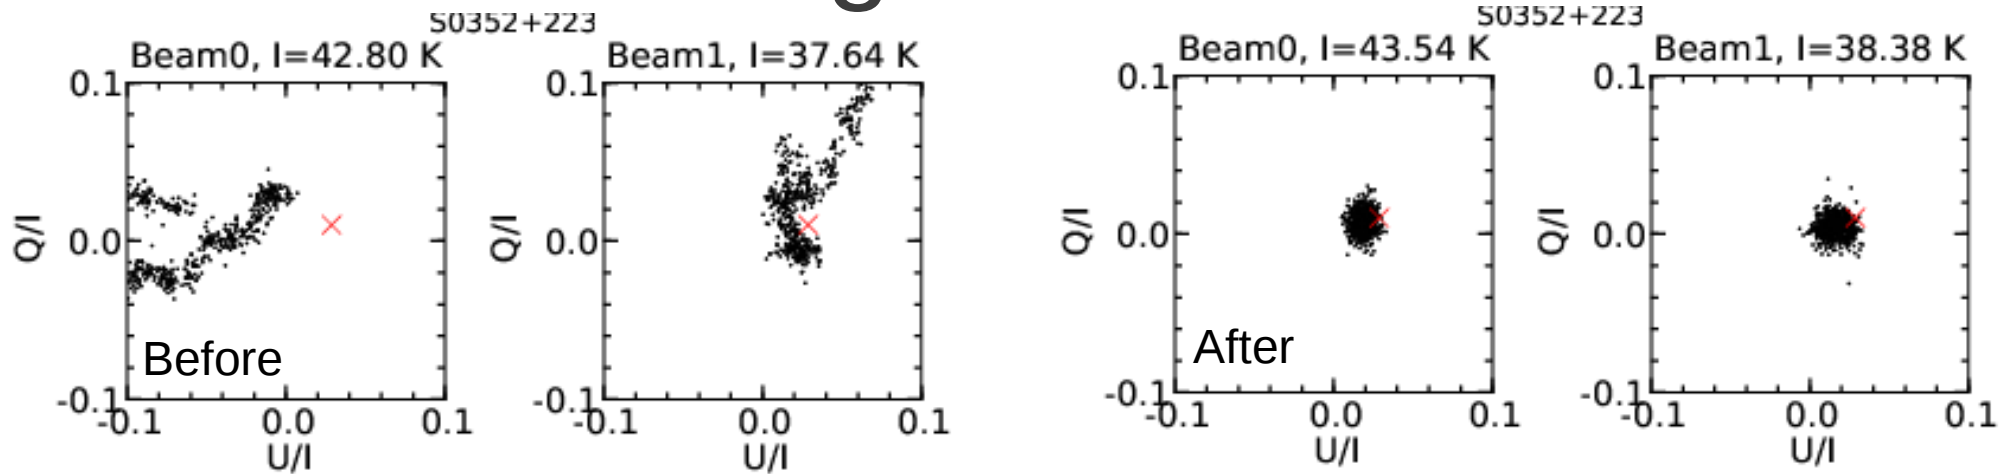 S0352+223
Beam0, I=42.80 K
Beam1, I=37.64 K
0.1
0.0
-0.1
Q/I
Before
-0.1
0.0
0.1
U/I
0.1
0.0
-0.1
Q/I
-0.1
0.0
0.1
U/I
S0352+223
Beam0, I=43.54 K
Beam1, I=38.38 K
0.1
0.0
-0.1
Q/I
After
-0.1
0.0
0.1
U/I
0.1
0.0
-0.1
Q/I
-0.1
0.0
0.1
U/I